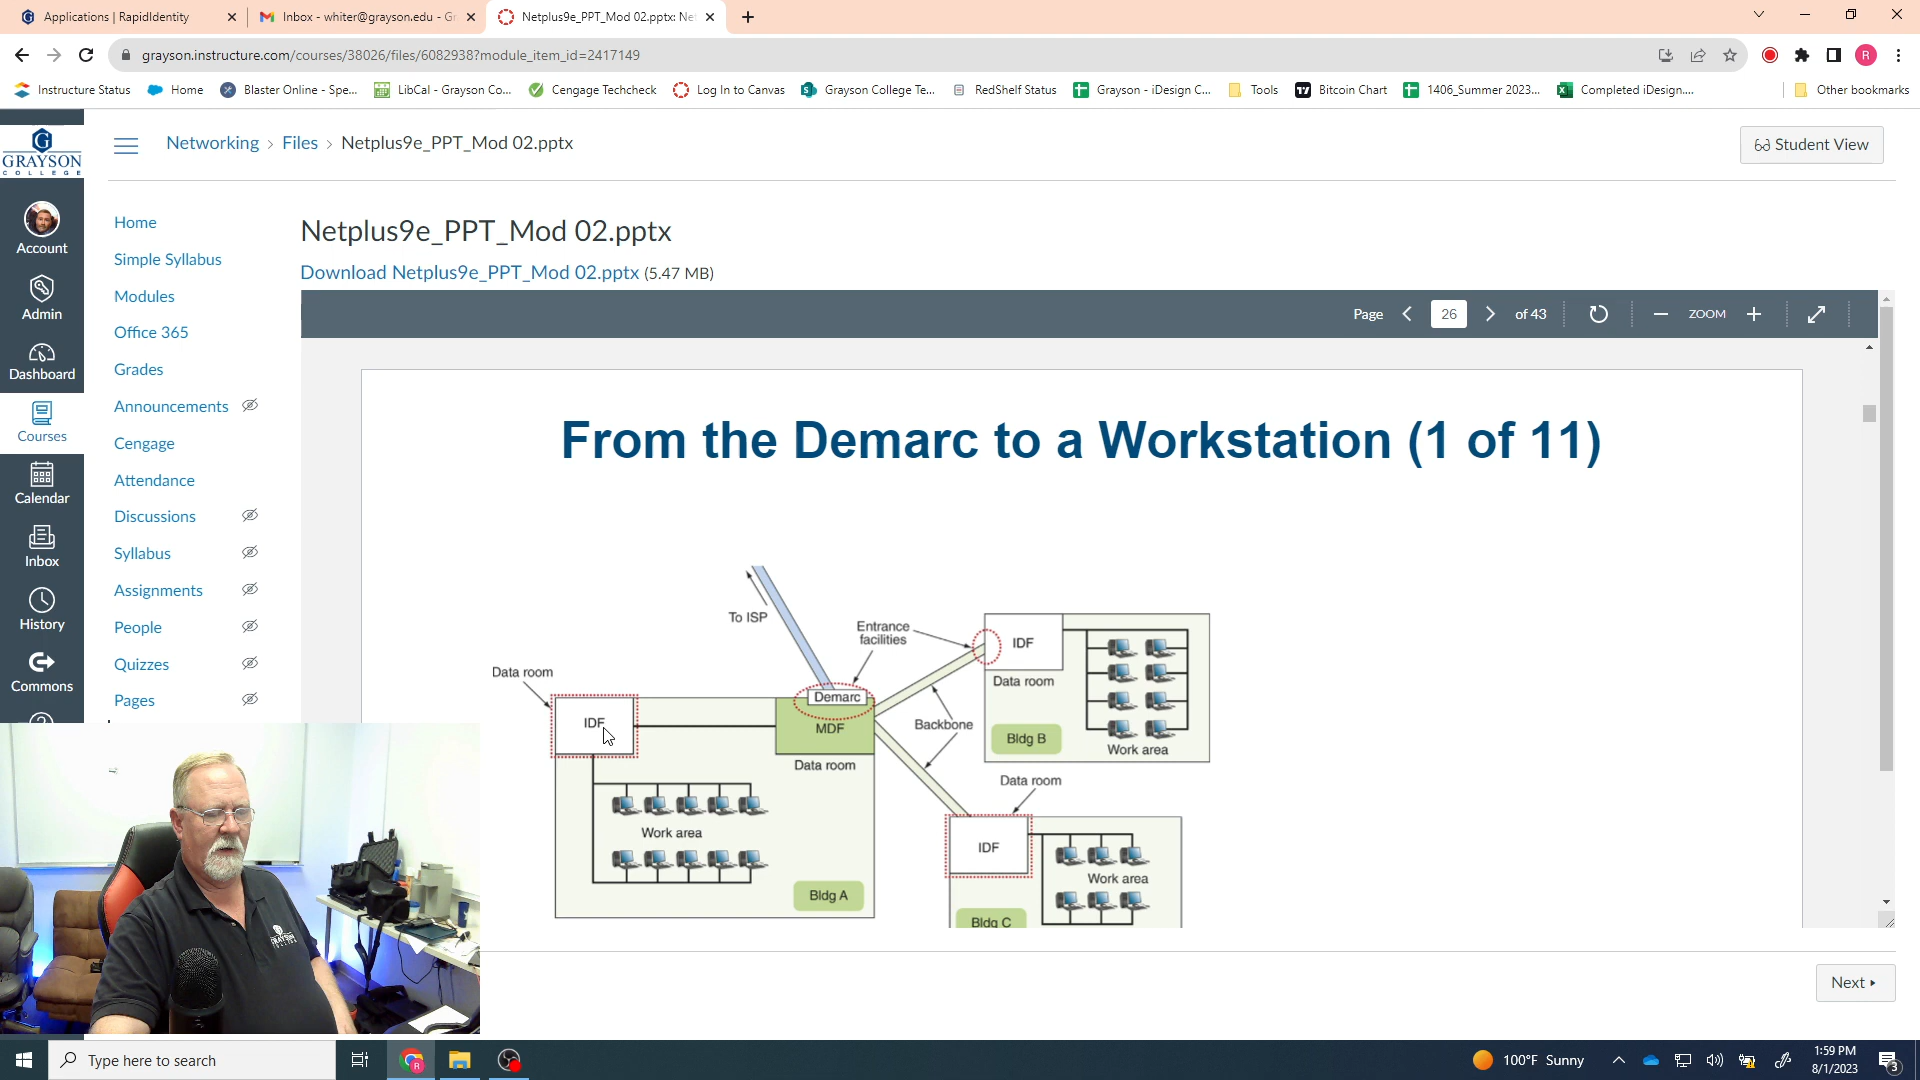 Applications | RapidIdentity
Inbox - whiter@grayson.edu - Gr
Netplus9e_PPT_Mod 02.pptx: Net
grayson.instructure.com/courses/38026/files/6082938?module_item_id=2417149
R
Instructure Status
Home
Blaster Online - Spe...
LibCal - Grayson Co...
Cengage Techcheck
Log In to Canvas
Grayson College Te...
RedShelf Status
Grayson - iDesign C...
Tools
Bitcoin Chart
1406_Summer 2023...
Completed iDesign....
Other bookmarks
GRAYSON
COLLEGE
Networking › Files › Netplus9e_PPT_Mod 02.pptx
Student View
Account
Admin
Dashboard
Courses
Calendar
Inbox
History
Commons
Home
Simple Syllabus
Modules
Office 365
Grades
Announcements
Cengage
Attendance
Discussions
Syllabus
Assignments
People
Quizzes
Pages
Netplus9e_PPT_Mod 02.pptx
Download Netplus9e_PPT_Mod 02.pptx (5.47 MB)
Page 26 of 43
ZOOM
From the Demarc to a Workstation (1 of 11)
To ISP
Entrance
facilities
Data room
IDF
Demarc
MDF
Data room
Work area
Bldg A
Backbone
IDF
Data room
Bldg B
Work area
Data room
IDF
Work area
Bldg C
GRAYSON
COLLEGE
Next
Type here to search
R
100°F Sunny
1:59 PM
8/1/2023
3